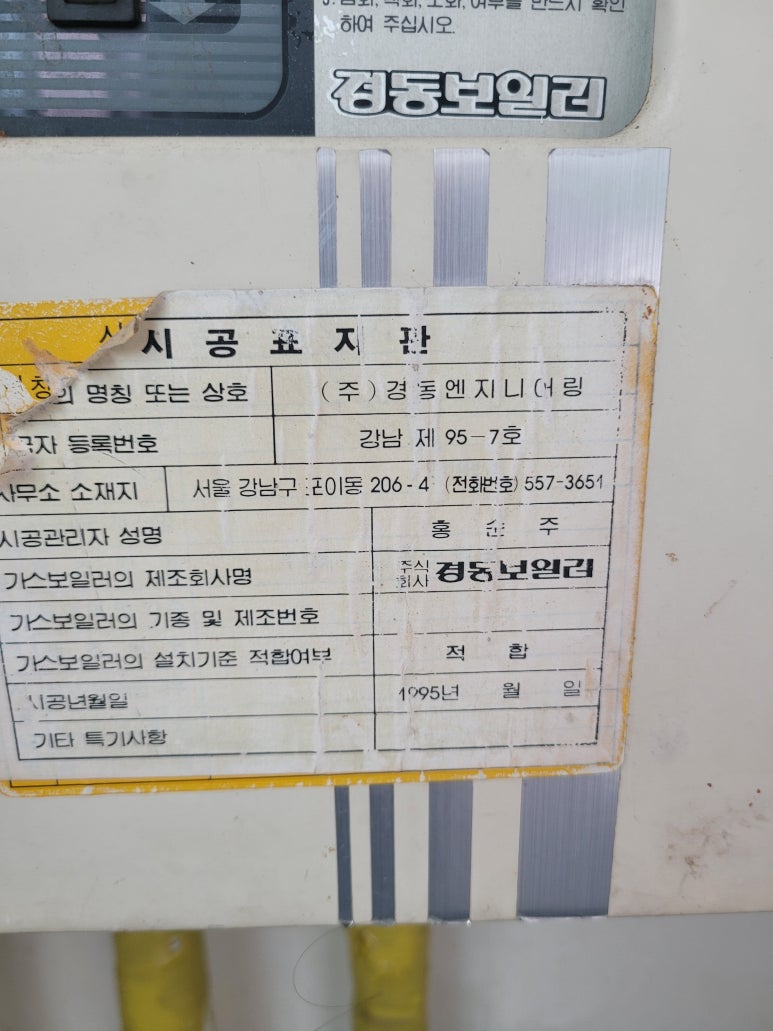 하여 주십시오.
경동보일러
시공표지판
명칭 또는 상호 (주)경동엔지니어링
등록번호 강남 제 95-7호
사무소 소재지 서울 강남구 포이동 206-4 (전화번호) 557-3651
시공관리자 성명 홍순주
가스보일러의 제조회사명 주식회사 경동보일러
가스보일러의 기종 및 제조번호
가스보일러의 설치기준 적합여부 적합
시공년월일 1995년 월 일
기타 특기사항